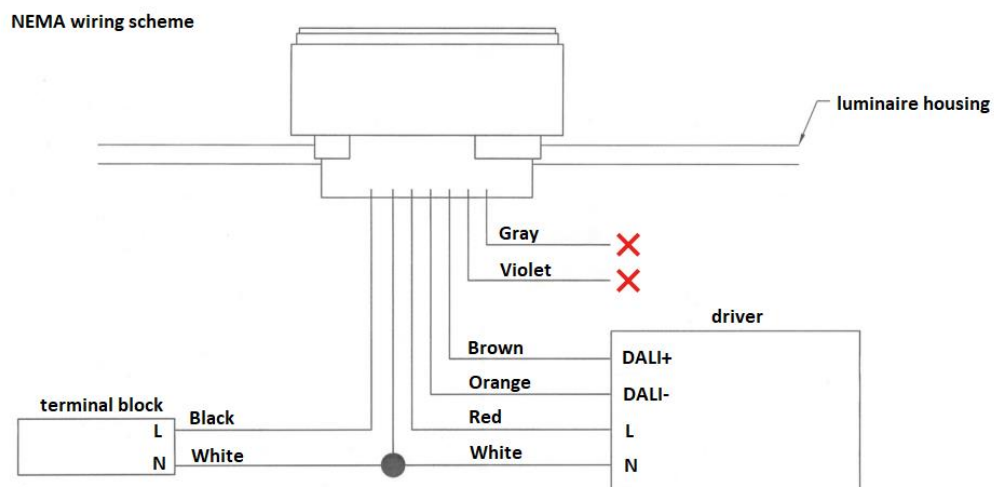 NEMA wiring scheme
luminaire housing
Gray
Violet
driver
Brown
DALI+
Orange
DALI-
terminal block
L
Black
Red
L
N
White
White
N